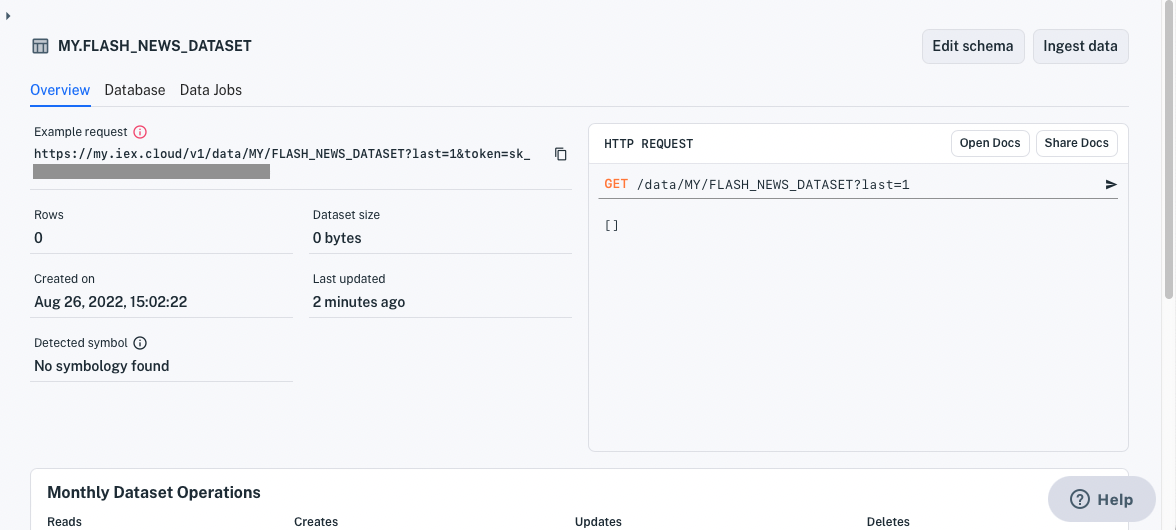 MY.FLASH_NEWS_DATASET
Edit schema
Ingest data
Overview
Database
Data Jobs
Example request
https://my.iex.cloud/v1/data/MY/FLASH_NEWS_DATASET?last=1&token=sk_
Rows
0
Dataset size
0 bytes
Created on
Aug 26, 2022, 15:02:22
Last updated
2 minutes ago
Detected symbol
No symbology found
HTTP REQUEST
Open Docs
Share Docs
GET /data/MY/FLASH_NEWS_DATASET?last=1
[]
Monthly Dataset Operations
Reads
Creates
Updates
Deletes
Help